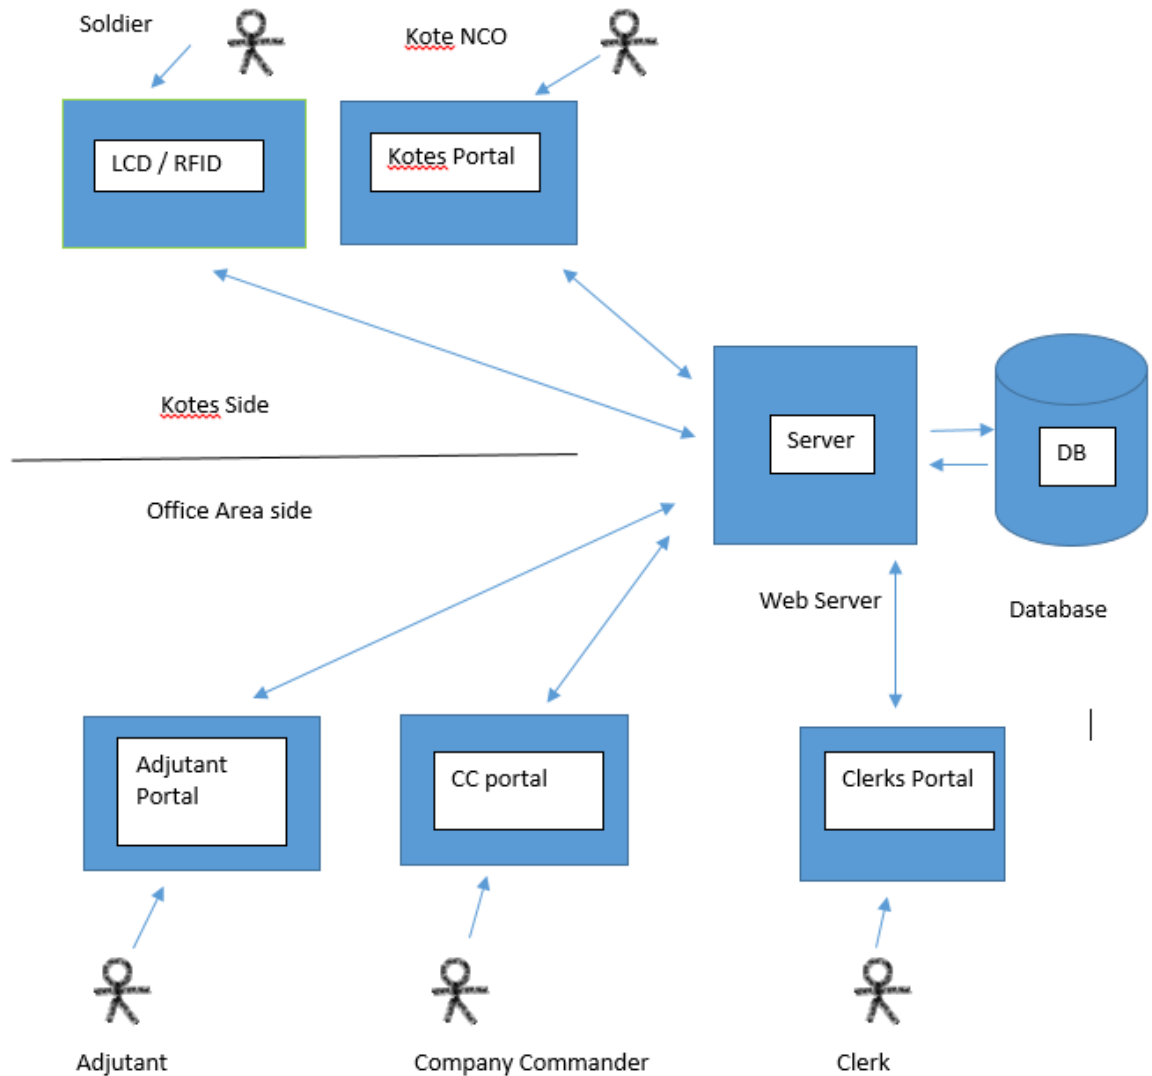 Soldier
Kote NCO
LCD / RFID
Kotes Portal
Kotes Side
Server
DB
Office Area side
Web Server
Database
Adjutant
Portal
CC portal
Clerks Portal
Adjutant
Company Commander
Clerk